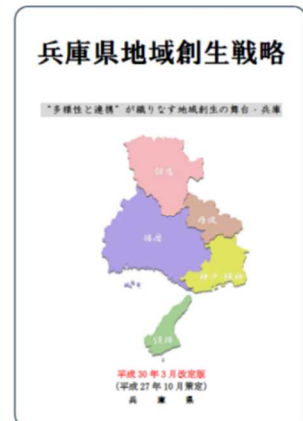 兵庫県地域創生戦略
“多様性と連携”が織りなす地域創生の舞台・兵庫
但馬
丹波
播磨
神戸・阪神
淡路
平成30年3月改定版
(平成27年10月策定)
兵庫県